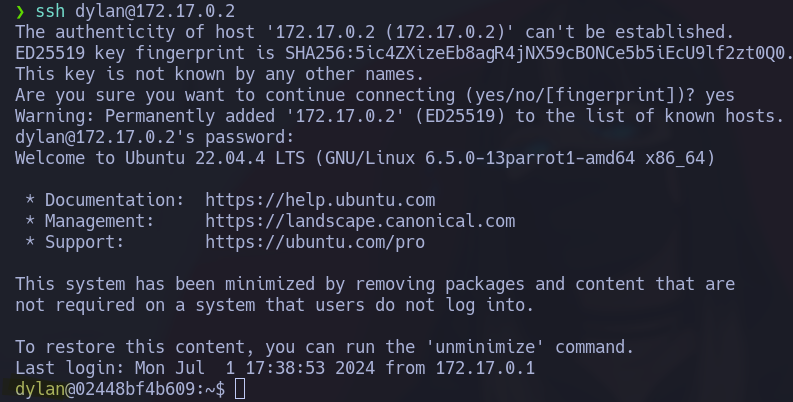 ❯ ssh dylan@172.17.0.2
The authenticity of host '172.17.0.2 (172.17.0.2)' can't be established.
ED25519 key fingerprint is SHA256:5ic4ZXizeEb8agR4jNX59cBONCe5b5iEcU9lf2zt0Q0.
This key is not known by any other names.
Are you sure you want to continue connecting (yes/no/[fingerprint])? yes
Warning: Permanently added '172.17.0.2' (ED25519) to the list of known hosts.
dylan@172.17.0.2's password:
Welcome to Ubuntu 22.04.4 LTS (GNU/Linux 6.5.0-13parrot1-amd64 x86_64)
* Documentation: https://help.ubuntu.com
* Management: https://landscape.canonical.com
* Support: https://ubuntu.com/pro
This system has been minimized by removing packages and content that are
not required on a system that users do not log into.
To restore this content, you can run the 'unminimize' command.
Last login: Mon Jul 1 17:38:53 2024 from 172.17.0.1
dylan@02448bf4b609:~$